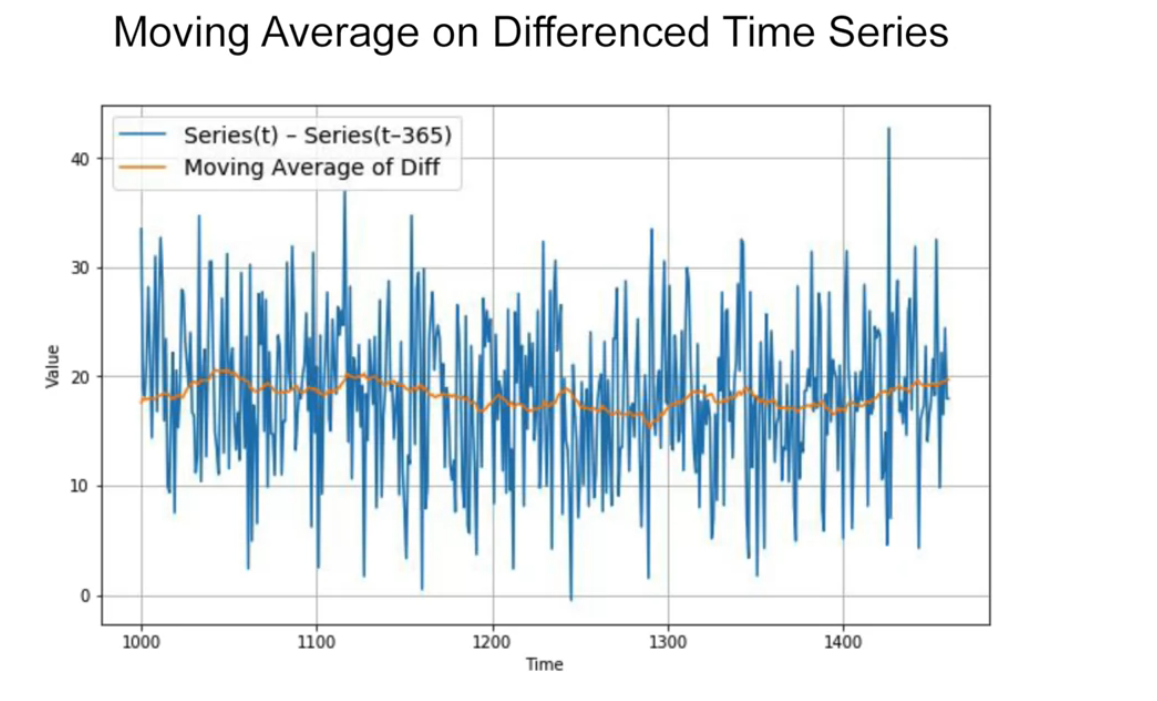 Moving Average on Differenced Time Series
Series(t) – Series(t–365)
Moving Average of Diff
40
30
20
10
0
Value
1000 1100 1200 1300 1400
Time